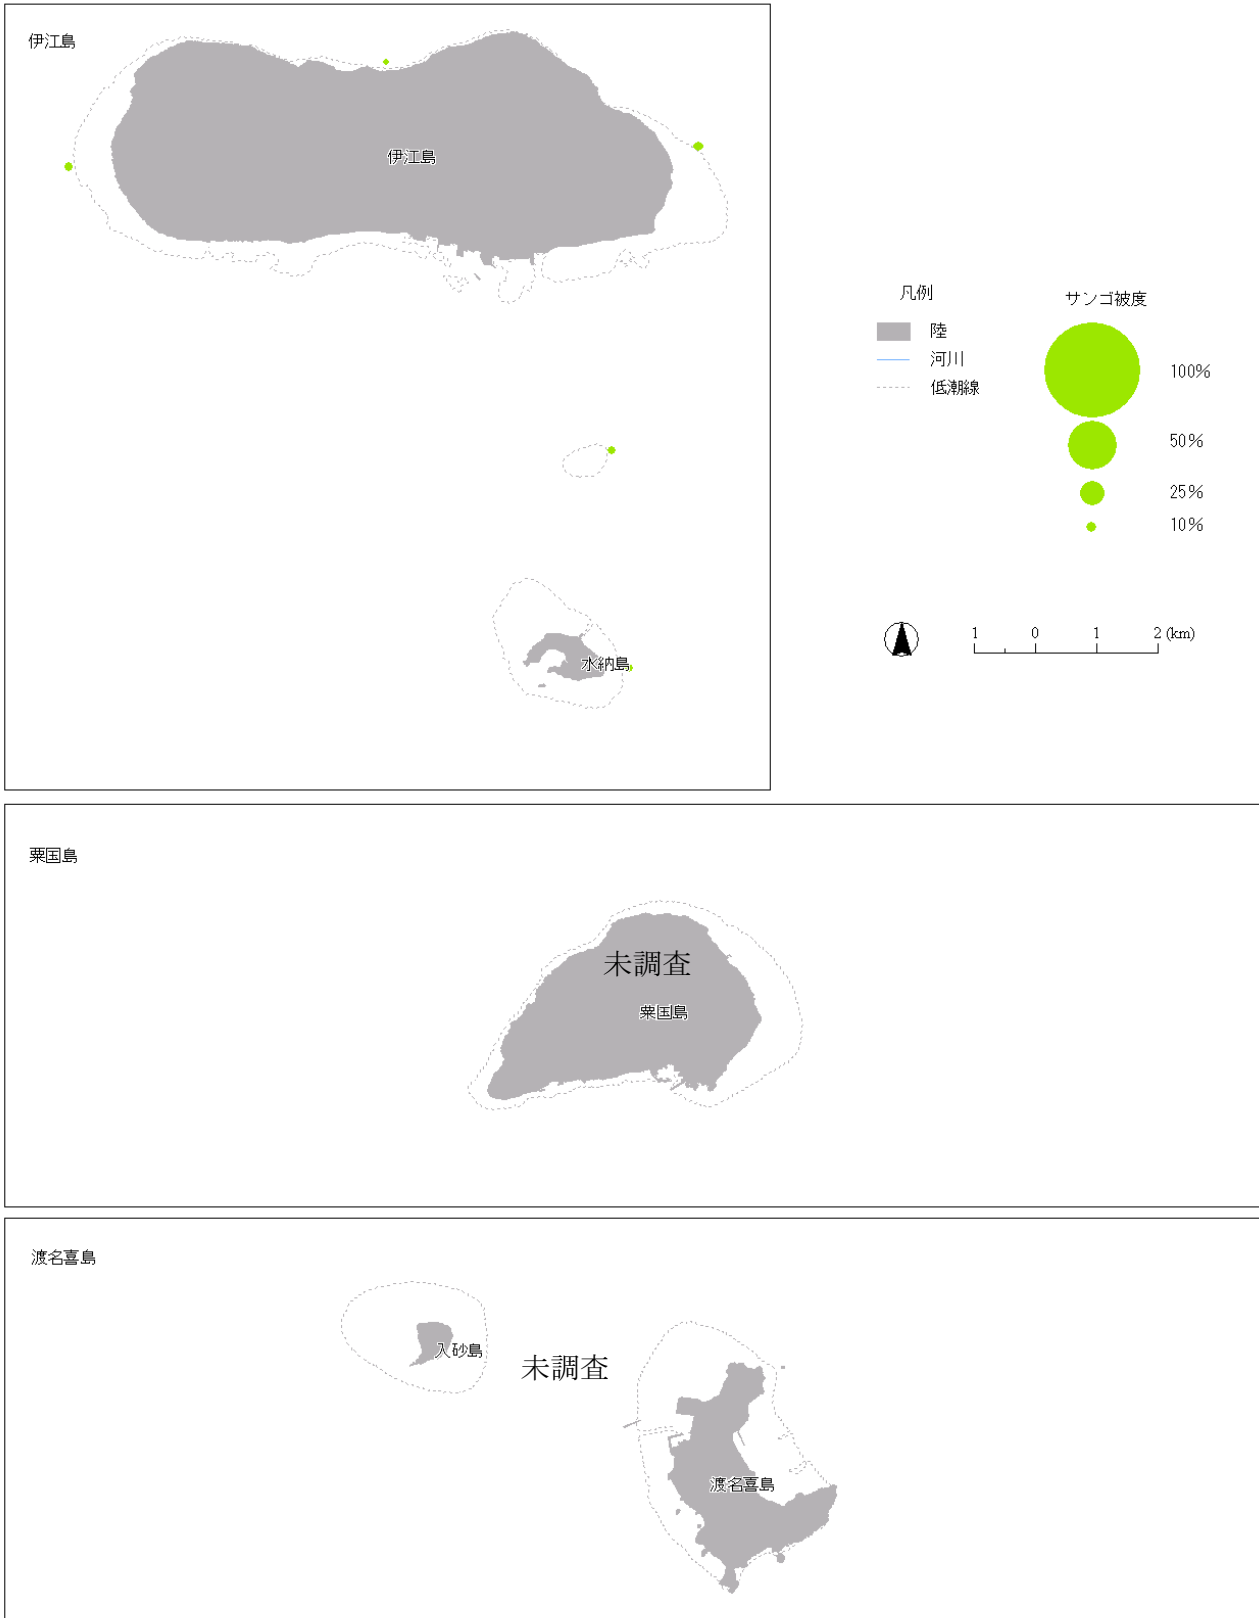 伊江島
伊江島
凡例
陸
河川
低潮線
サンゴ被度
100%
50%
25%
10%
水納島
1 0 1 2 (km)
粟国島
未調査
粟国島
渡名喜島
入砂島
未調査
渡名喜島